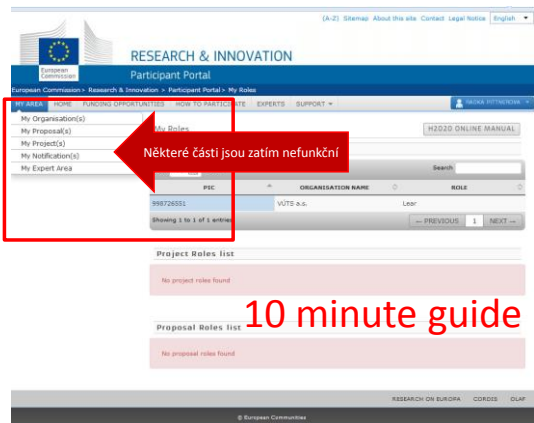 (A-Z) Sitemap About this site Contact Legal Notice English
European
Commission
RESEARCH & INNOVATION
Participant Portal
European Commission > Research & Innovation > Participant Portal > My Roles
MY AREA HOME FUNDING OPPORTUNITIES HOW TO PARTICIPATE EXPERTS SUPPORT
My Organisation(s)
My Proposal(s)
My Project(s)
My Notification(s)
My Expert Area
My Roles
H2020 ONLINE MANUAL
Některé části jsou zatím nefunkční
Search
PIC ORGANISATION NAME ROLE
998726551 VÚTS a.s. Lear
Showing 1 to 1 of 1 entries
← PREVIOUS 1 NEXT →
Project Roles list
No project roles found
10 minute guide
Proposal Roles list
No proposal roles found
RESEARCH ON EUROPA CORDIS OLAF
© European Communities